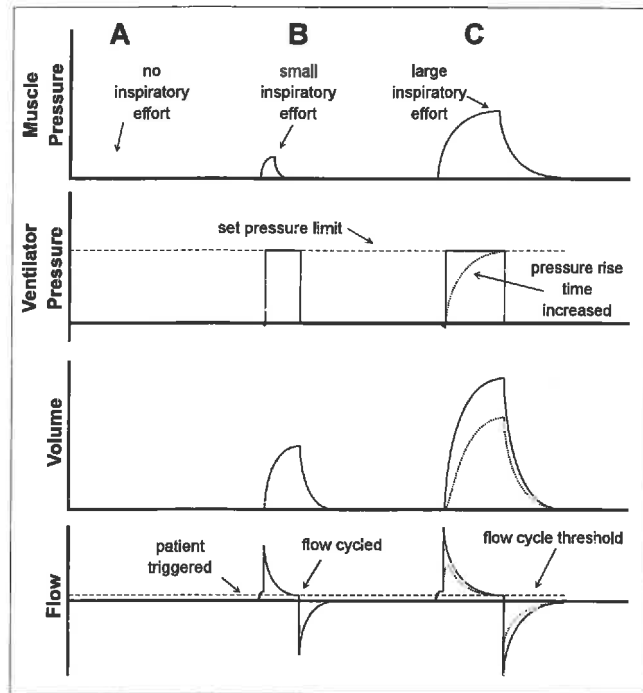 A B C
no
inspiratory
effort
small
inspiratory
effort
large
inspiratory
effort
Muscle
Pressure
set pressure limit
pressure rise
time
increased
Ventilator
Pressure
Volume
patient
triggered
flow cycled
flow cycle threshold
Flow